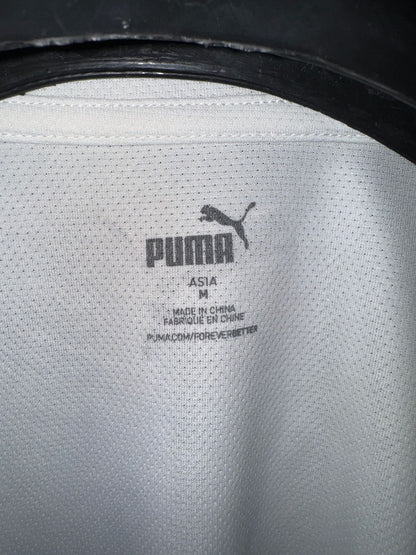 PUMA
ASIA
M
MADE IN CHINA
FABRIQUÉ EN CHINE
PUMA.COM/FOREVERBETTER